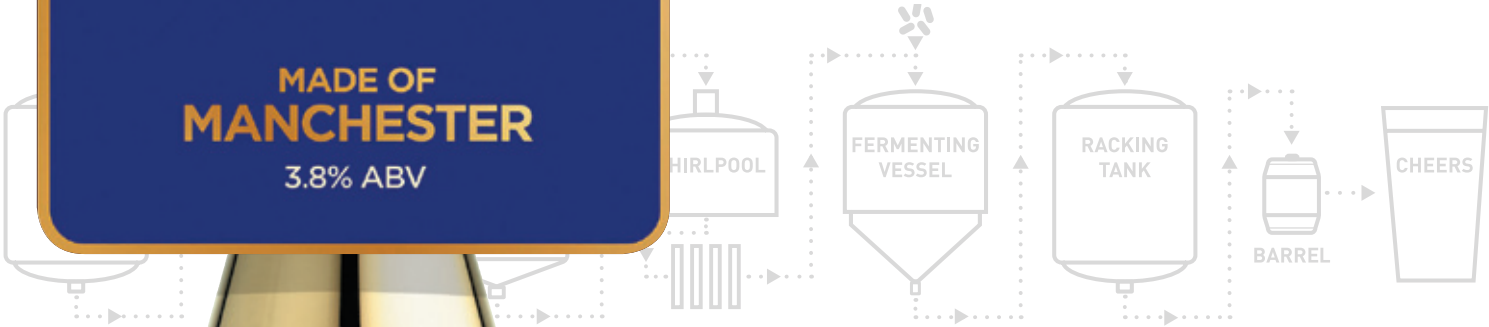 MADE OF
MANCHESTER
3.8% ABV
HIRLPOOL
FERMENTING
VESSEL
RACKING
TANK
BARREL
CHEERS